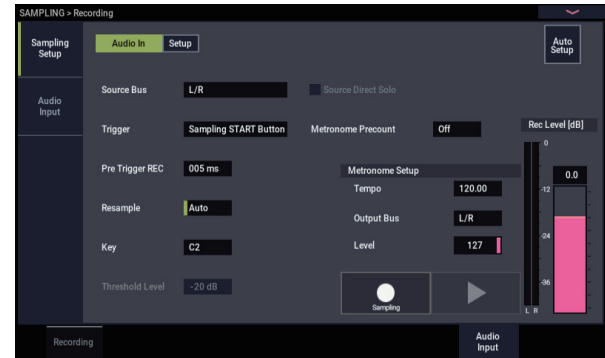 SAMPLING > Recording
Sampling Setup
Audio In Setup
Auto Setup
Audio Input
Source Bus L/R Source Direct Solo
Trigger Sampling START Button Metronome Precount Off
Rec Level [dB]
0
Pre Trigger REC 005 ms
Metronome Setup
0.0
Tempo 120.00
-12
Resample Auto
Output Bus L/R
-24
Key C2
Level 127
Threshold Level -20 dB
-36
Sampling
L R
Recording
Audio Input